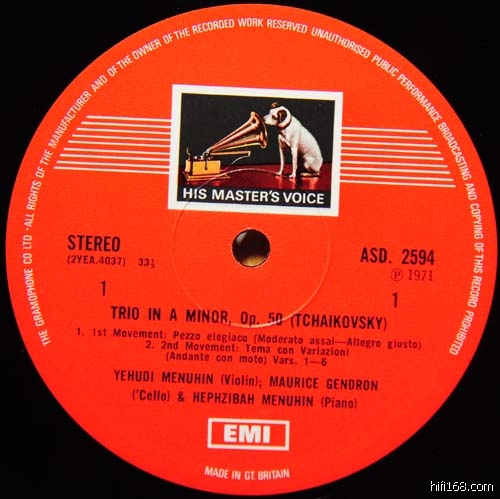 THE GRAMOPHONE CO LTD · ALL RIGHTS OF THE MANUFACTURER AND OF THE OWNER OF THE RECORDED WORK RESERVED UNAUTHORISED PUBLIC PERFORMANCE BROADCASTING AND COPYING OF THIS RECORD PROHIBITED
HIS MASTER'S VOICE
STEREO
ASD. 2594
(2YEA.4037) 33⅓
Ⓟ 1971
1
1
TRIO IN A MINOR, Op. 50 (TCHAIKOVSKY)
1. 1st Movement: Pezzo elegiaco (Moderato assai—Allegro giusto)
2. 2nd Movement: Tema con Variazioni
(Andante con moto) Vars. 1—6
YEHUDI MENUHIN (Violin); MAURICE GENDRON
('Cello) & HEPHZIBAH MENUHIN (Piano)
EMI
MADE IN GT. BRITAIN
hifi168.com